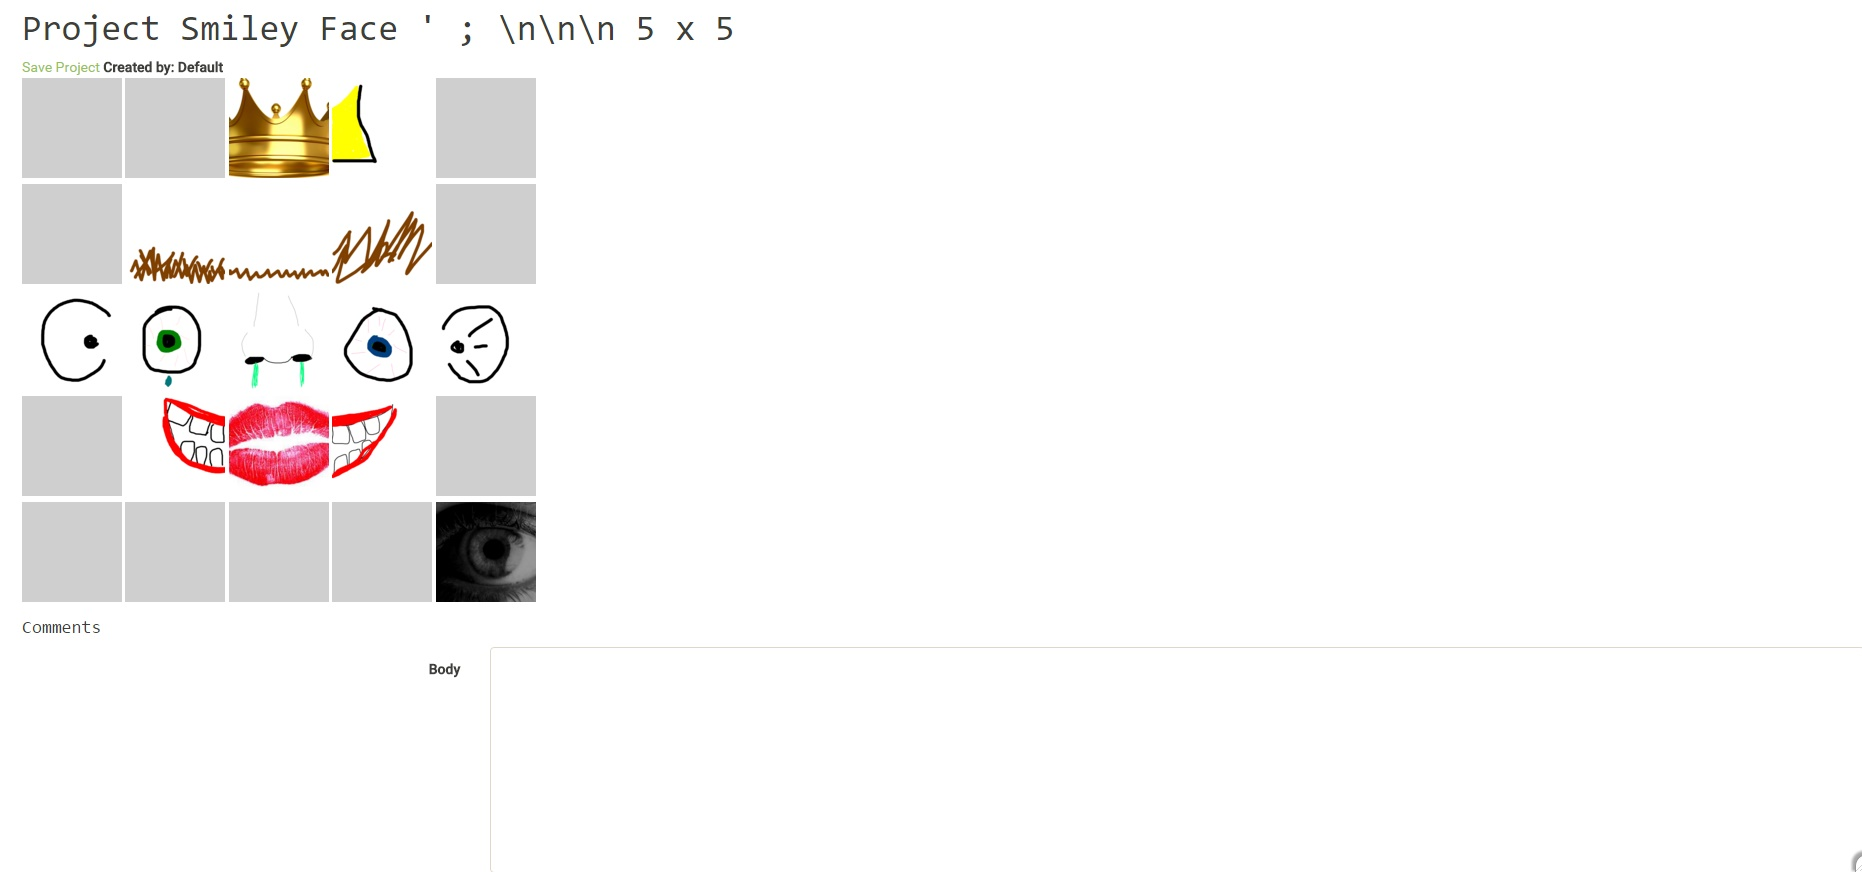 Project Smiley Face ' ; \n\n\n 5 x 5
Save Project Created by: Default
Comments
Body